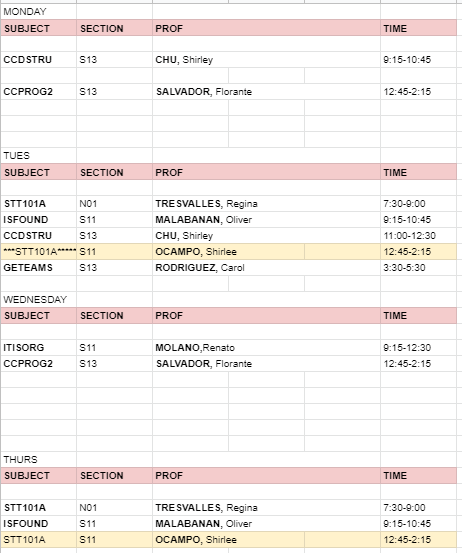 MONDAY
SUBJECT SECTION PROF TIME
CCDSTRU S13 CHU, Shirley 9:15-10:45
CCPROG2 S13 SALVADOR, Florante 12:45-2:15
TUES
SUBJECT SECTION PROF TIME
STT101A N01 TRESVALLES, Regina 7:30-9:00
ISFOUND S11 MALABANAN, Oliver 9:15-10:45
CCDSTRU S13 CHU, Shirley 11:00-12:30
***STT101A***** S11 OCAMPO, Shirlee 12:45-2:15
GETEAMS S13 RODRIGUEZ, Carol 3:30-5:30
WEDNESDAY
SUBJECT SECTION PROF TIME
ITISORG S11 MOLANO,Renato 9:15-12:30
CCPROG2 S13 SALVADOR, Florante 12:45-2:15
THURS
SUBJECT SECTION PROF TIME
STT101A N01 TRESVALLES, Regina 7:30-9:00
ISFOUND S11 MALABANAN, Oliver 9:15-10:45
STT101A S11 OCAMPO, Shirlee 12:45-2:15